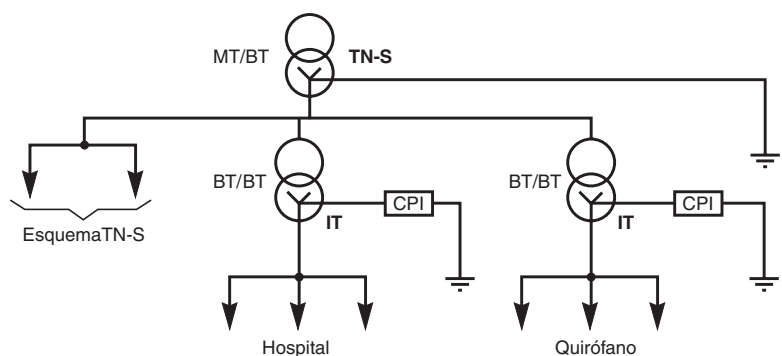 MT/BT
TN-S
BT/BT
CPI
IT
BT/BT
CPI
IT
EsquemaTN-S
Hospital
Quirófano